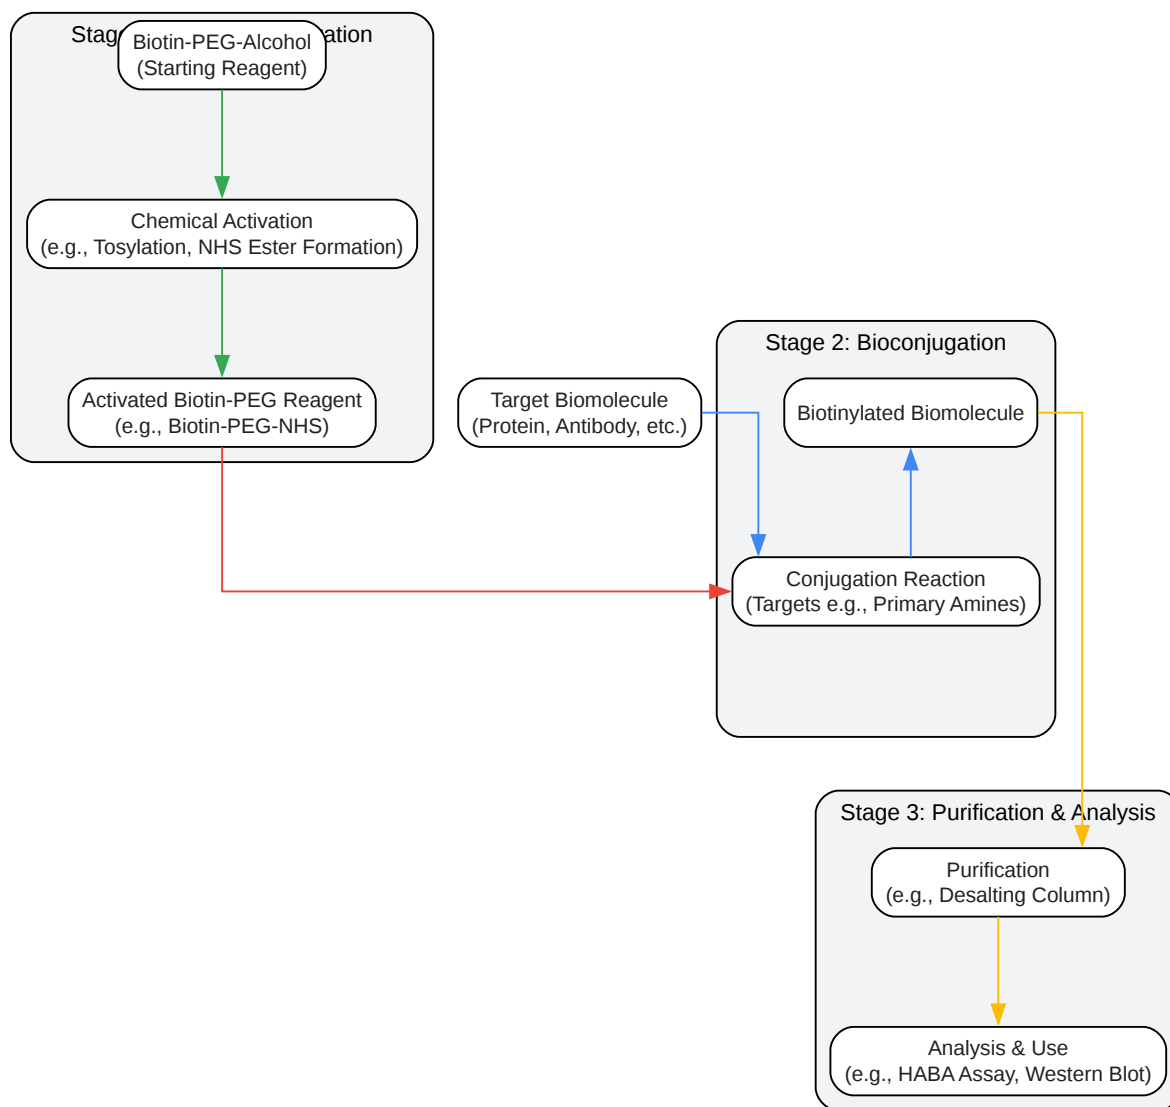 Stage
ation
Biotin-PEG-Alcohol
(Starting Reagent)
Chemical Activation
(e.g., Tosylation, NHS Ester Formation)
Activated Biotin-PEG Reagent
(e.g., Biotin-PEG-NHS)
Target Biomolecule
(Protein, Antibody, etc.)
Stage 2: Bioconjugation
Biotinylated Biomolecule
Conjugation Reaction
(Targets e.g., Primary Amines)
Stage 3: Purification & Analysis
Purification
(e.g., Desalting Column)
Analysis & Use
(e.g., HABA Assay, Western Blot)